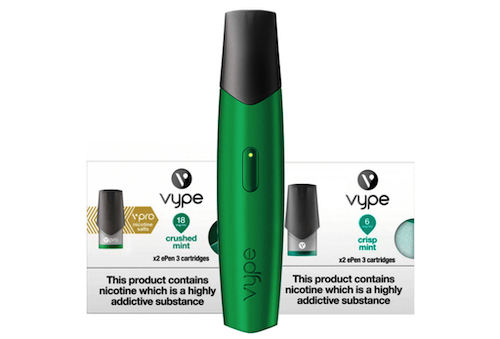 vype
vpro
nicotine
salts
18
mg/mL
crushed
mint
vpro
x2 ePen 3 cartridges
This product contains
nicotine which is a highly
addictive substance
vype
vype
6
crisp
mint
x2 ePen 3 cartridges
This product contains
nicotine which is a highly
addictive substance